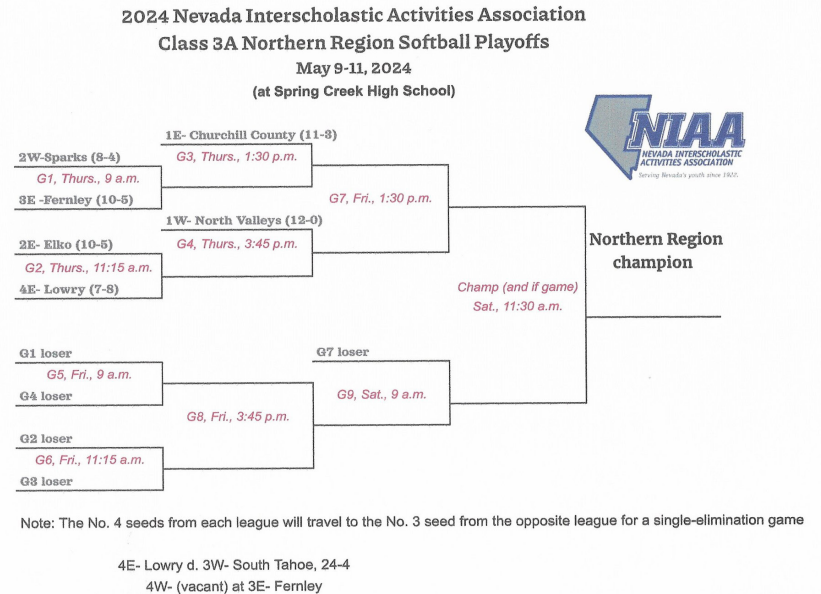 2024 Nevada Interscholastic Activities Association
Class 3A Northern Region Softball Playoffs
May 9-11, 2024
(at Spring Creek High School)
NIAA
NEVADA INTERSCHOLASTIC
ACTIVITIES ASSOCIATION
Serving Nevada's youth since 1922.
1E- Churchill County (11-3)
2W-Sparks (8-4)
G3, Thurs., 1:30 p.m.
G1, Thurs., 9 a.m.
3E -Fernley (10-5)
G7, Fri., 1:30 p.m.
1W- North Valleys (12-0)
2E- Elko (10-5)
G4, Thurs., 3:45 p.m.
G2, Thurs., 11:15 a.m.
4E- Lowry (7-8)
Northern Region
champion
Champ (and if game)
Sat., 11:30 a.m.
G1 loser
G7 loser
G5, Fri., 9 a.m.
G4 loser
G9, Sat., 9 a.m.
G8, Fri., 3:45 p.m.
G2 loser
G6, Fri., 11:15 a.m.
G3 loser
Note: The No. 4 seeds from each league will travel to the No. 3 seed from the opposite league for a single-elimination game
4E- Lowry d. 3W- South Tahoe, 24-4
4W- (vacant) at 3E- Fernley